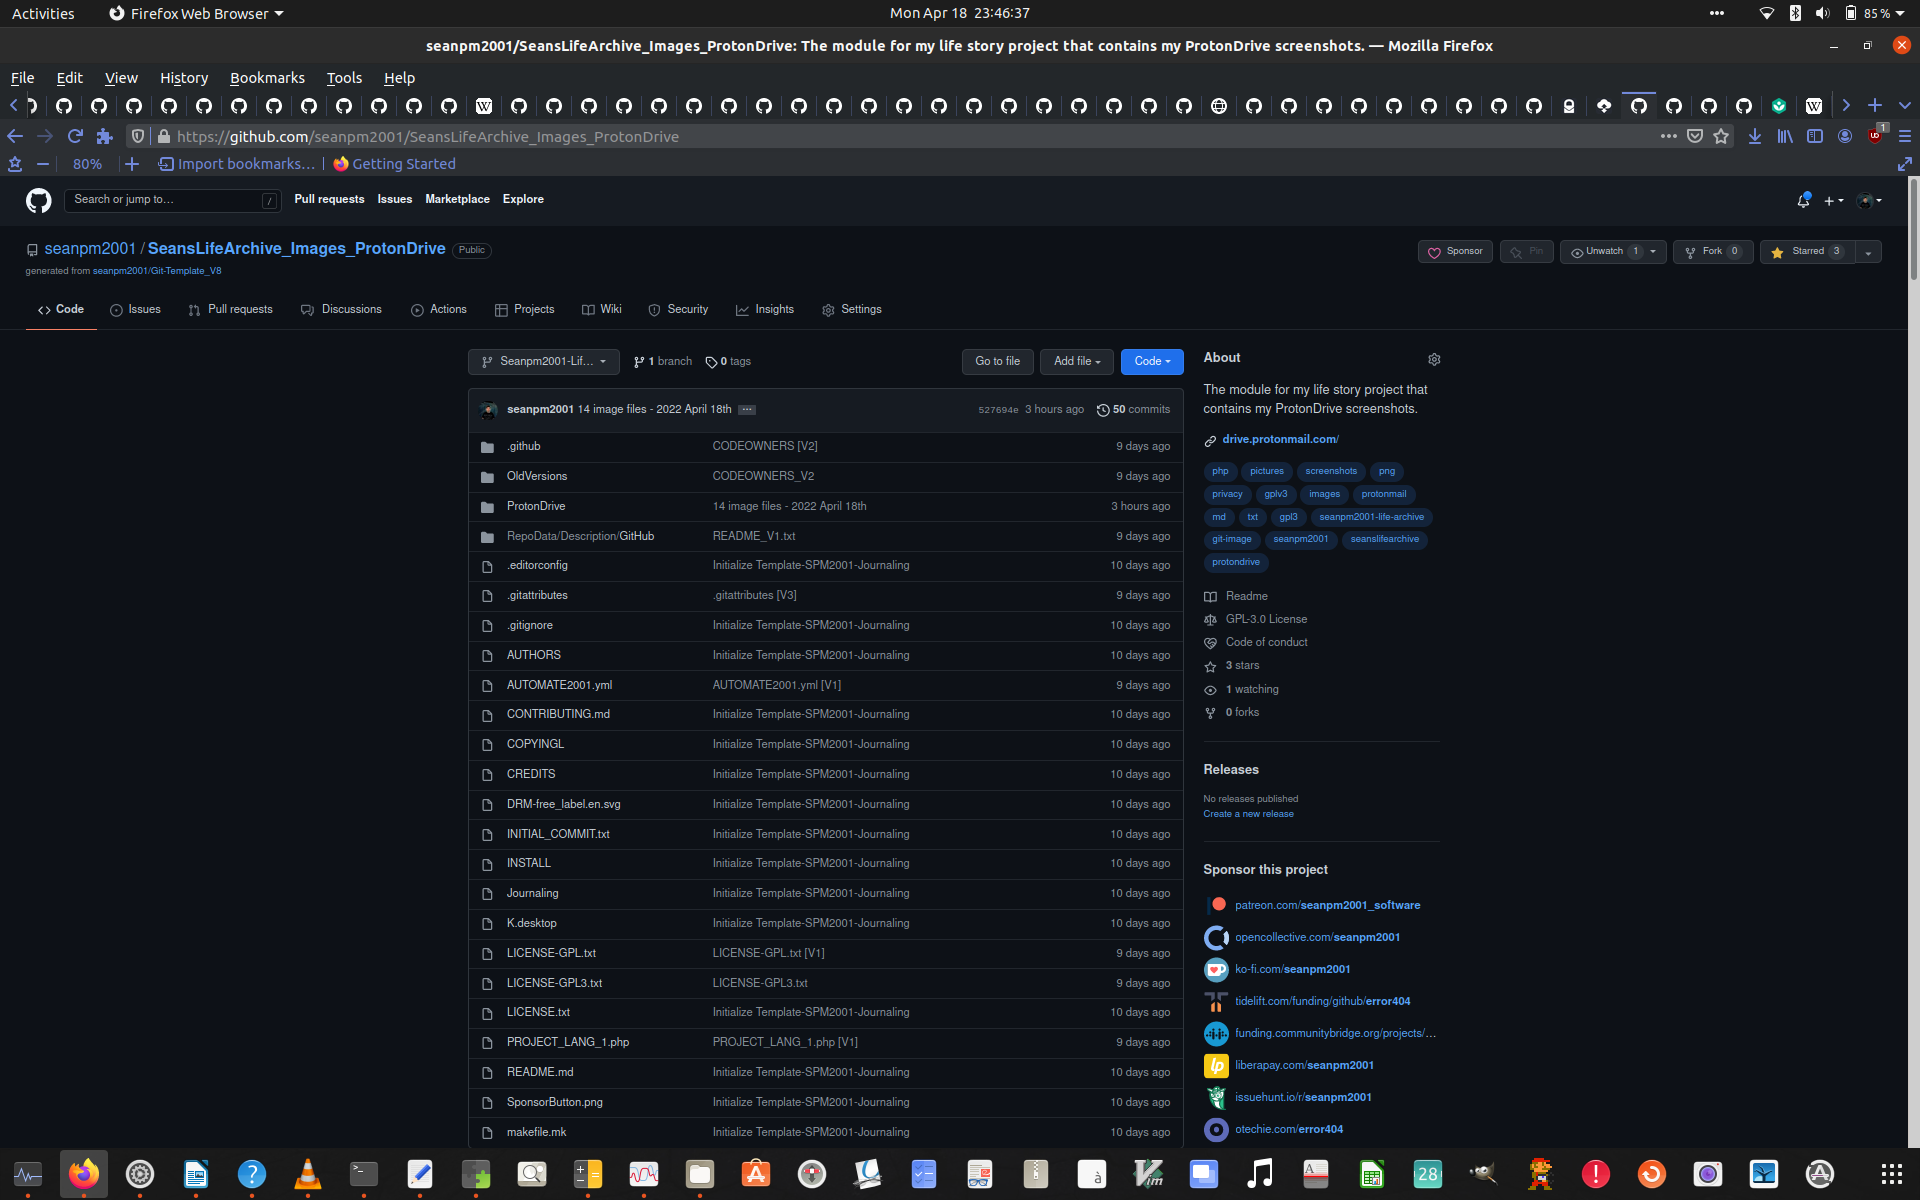 Activities
Firefox Web Browser
Mon Apr 18 23:46:37
85 %
seanpm2001/SeansLifeArchive_Images_ProtonDrive: The module for my life story project that contains my ProtonDrive screenshots. — Mozilla Firefox
File Edit View History Bookmarks Tools Help
https://github.com/seanpm2001/SeansLifeArchive_Images_ProtonDrive
1
80%
Import bookmarks…
Getting Started
Search or jump to…
/
Pull requests Issues Marketplace Explore
seanpm2001 / SeansLifeArchive_Images_ProtonDrive
Public
generated from seanpm2001/Git-Template_V8
Sponsor
Pin
Unwatch 1
Fork 0
Starred 3
Code
Issues
Pull requests
Discussions
Actions
Projects
Wiki
Security
Insights
Settings
Seanpm2001-Lif…
1 branch
0 tags
Go to file
Add file
Code
seanpm2001 14 image files - 2022 April 18th
527694e 3 hours ago
50 commits
.github CODEOWNERS [V2] 9 days ago
OldVersions CODEOWNERS_V2 9 days ago
ProtonDrive 14 image files - 2022 April 18th 3 hours ago
RepoData/Description/GitHub README_V1.txt 9 days ago
.editorconfig Initialize Template-SPM2001-Journaling 10 days ago
.gitattributes .gitattributes [V3] 9 days ago
.gitignore Initialize Template-SPM2001-Journaling 10 days ago
AUTHORS Initialize Template-SPM2001-Journaling 10 days ago
AUTOMATE2001.yml AUTOMATE2001.yml [V1] 9 days ago
CONTRIBUTING.md Initialize Template-SPM2001-Journaling 10 days ago
COPYINGL Initialize Template-SPM2001-Journaling 10 days ago
CREDITS Initialize Template-SPM2001-Journaling 10 days ago
DRM-free_label.en.svg Initialize Template-SPM2001-Journaling 10 days ago
INITIAL_COMMIT.txt Initialize Template-SPM2001-Journaling 10 days ago
INSTALL Initialize Template-SPM2001-Journaling 10 days ago
Journaling Initialize Template-SPM2001-Journaling 10 days ago
K.desktop Initialize Template-SPM2001-Journaling 10 days ago
LICENSE-GPL.txt LICENSE-GPL.txt [V1] 9 days ago
LICENSE-GPL3.txt LICENSE-GPL3.txt 9 days ago
LICENSE.txt Initialize Template-SPM2001-Journaling 10 days ago
PROJECT_LANG_1.php PROJECT_LANG_1.php [V1] 9 days ago
README.md Initialize Template-SPM2001-Journaling 10 days ago
SponsorButton.png Initialize Template-SPM2001-Journaling 10 days ago
makefile.mk Initialize Template-SPM2001-Journaling 10 days ago
About
The module for my life story project that
contains my ProtonDrive screenshots.
drive.protonmail.com/
php pictures screenshots png
privacy gplv3 images protonmail
md txt gpl3 seanpm2001-life-archive
git-image seanpm2001 seanslifearchive
protondrive
Readme
GPL-3.0 License
Code of conduct
3 stars
1 watching
0 forks
Releases
No releases published
Create a new release
Sponsor this project
patreon.com/seanpm2001_software
opencollective.com/seanpm2001
ko-fi.com/seanpm2001
tidelift.com/funding/github/error404
funding.communitybridge.org/projects/…
liberapay.com/seanpm2001
issuehunt.io/r/seanpm2001
otechie.com/error404
28